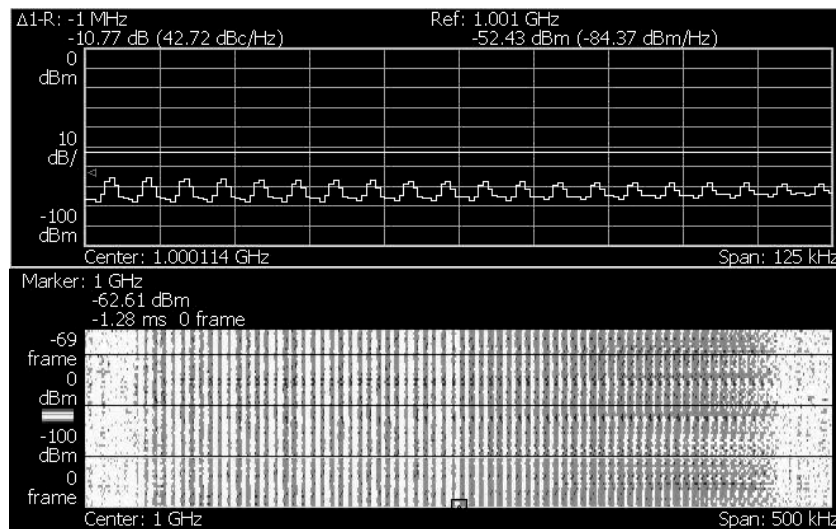 Δ1-R: -1 MHz Ref: 1.001 GHz
-10.77 dB (42.72 dBc/Hz) -52.43 dBm (-84.37 dBm/Hz)
0
dBm
10
dB/
-100
dBm
Center: 1.000114 GHz Span: 125 kHz
Marker: 1 GHz
-62.61 dBm
-1.28 ms 0 frame
-69
frame
0
dBm
-100
dBm
0
frame
Center: 1 GHz Span: 500 kHz